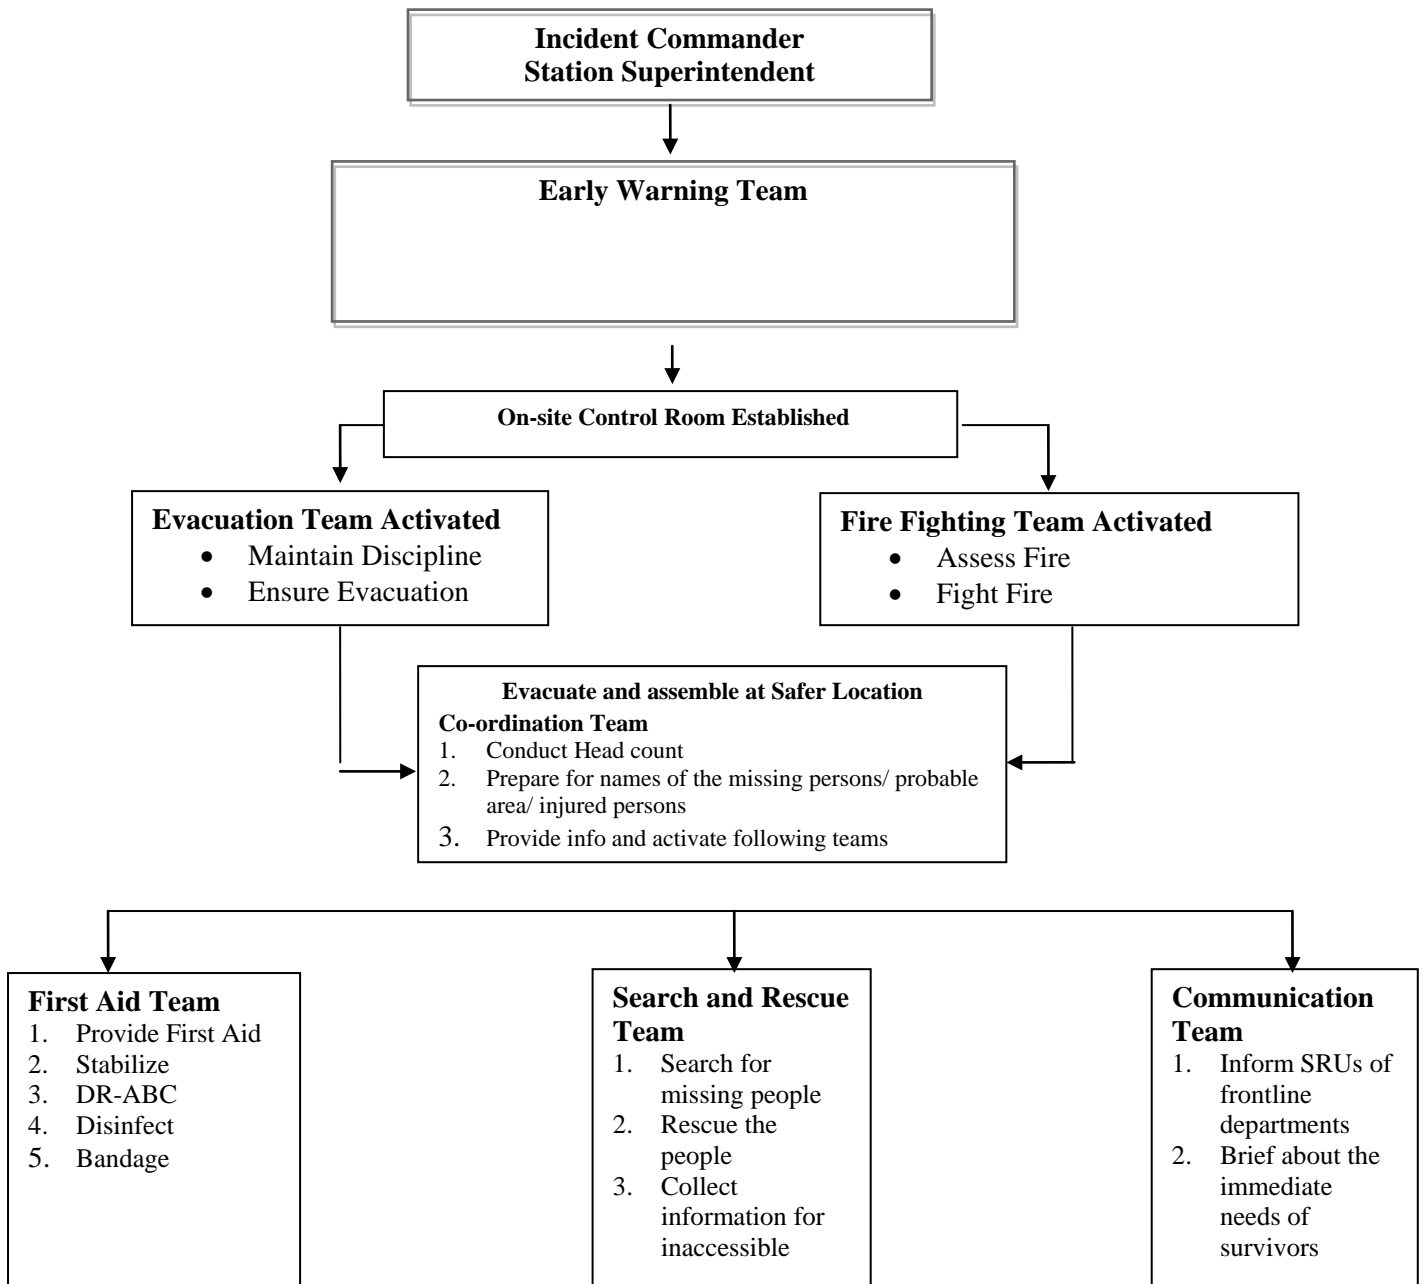 Incident Commander
Station Superintendent
Early Warning Team
On-site Control Room Established
Evacuation Team Activated
• Maintain Discipline
• Ensure Evacuation
Fire Fighting Team Activated
• Assess Fire
• Fight Fire
Evacuate and assemble at Safer Location
Co-ordination Team
1. Conduct Head count
2. Prepare for names of the missing persons/ probable
area/ injured persons
3. Provide info and activate following teams
First Aid Team
1. Provide First Aid
2. Stabilize
3. DR-ABC
4. Disinfect
5. Bandage
Search and Rescue
Team
1. Search for
missing people
2. Rescue the
people
3. Collect
information for
inaccessible
Communication
Team
1. Inform SRUs of
frontline
departments
2. Brief about the
immediate
needs of
survivors